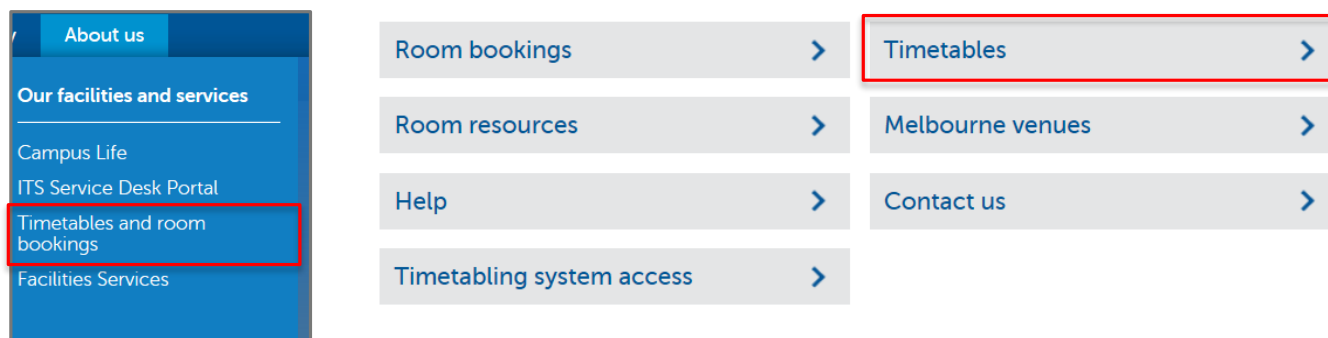 About us
Our facilities and services
Campus Life
ITS Service Desk Portal
Timetables and room
bookings
Facilities Services
Room bookings
Timetables
Room resources
Melbourne venues
Help
Contact us
Timetabling system access